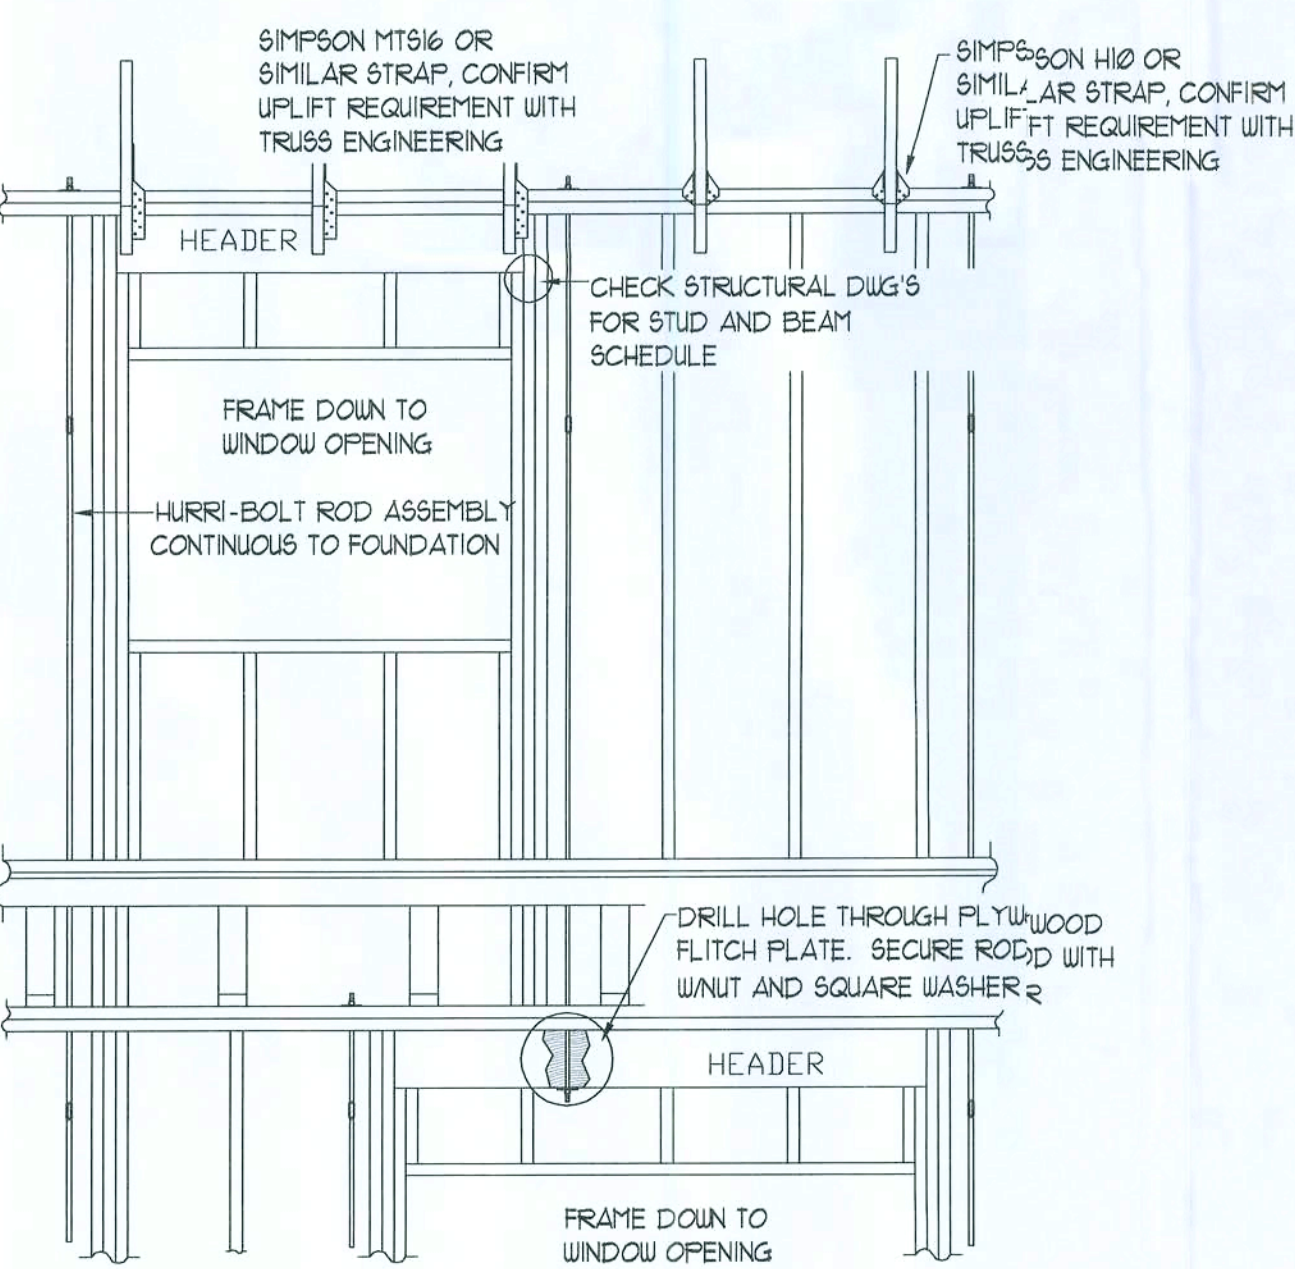 SIMPSON MTS16 OR
SIMILAR STRAP, CONFIRM
UPLIFT REQUIREMENT WITH
TRUSS ENGINEERING
SIMPSON H10 OR
SIMILAR STRAP, CONFIRM
UPLIFT REQUIREMENT WITH
TRUSS ENGINEERING
HEADER
CHECK STRUCTURAL DWG'S
FOR STUD AND BEAM
SCHEDULE
FRAME DOWN TO
WINDOW OPENING
HURRI-BOLT ROD ASSEMBLY
CONTINUOUS TO FOUNDATION
DRILL HOLE THROUGH PLYWOOD
FLITCH PLATE. SECURE ROD WITH
W/NUT AND SQUARE WASHER
HEADER
FRAME DOWN TO
WINDOW OPENING